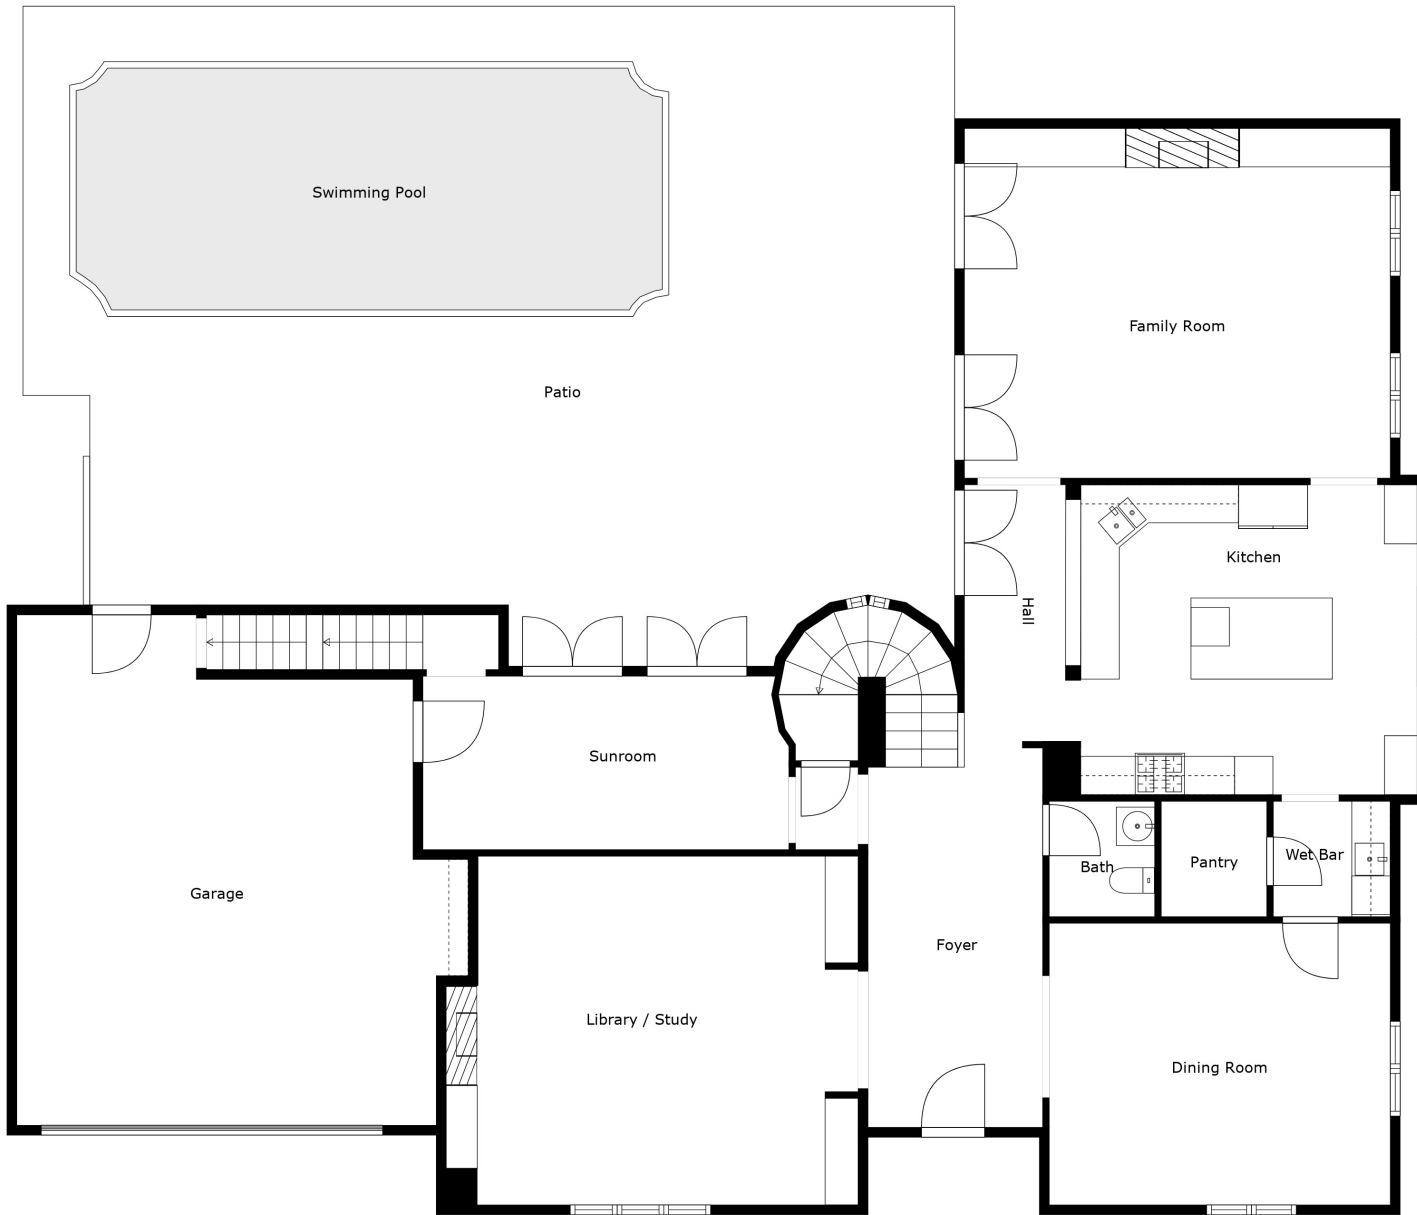 Swimming Pool
Family Room
Patio
Kitchen
Hall
Sunroom
Bath
Pantry
Wet Bar
Garage
Foyer
Library / Study
Dining Room